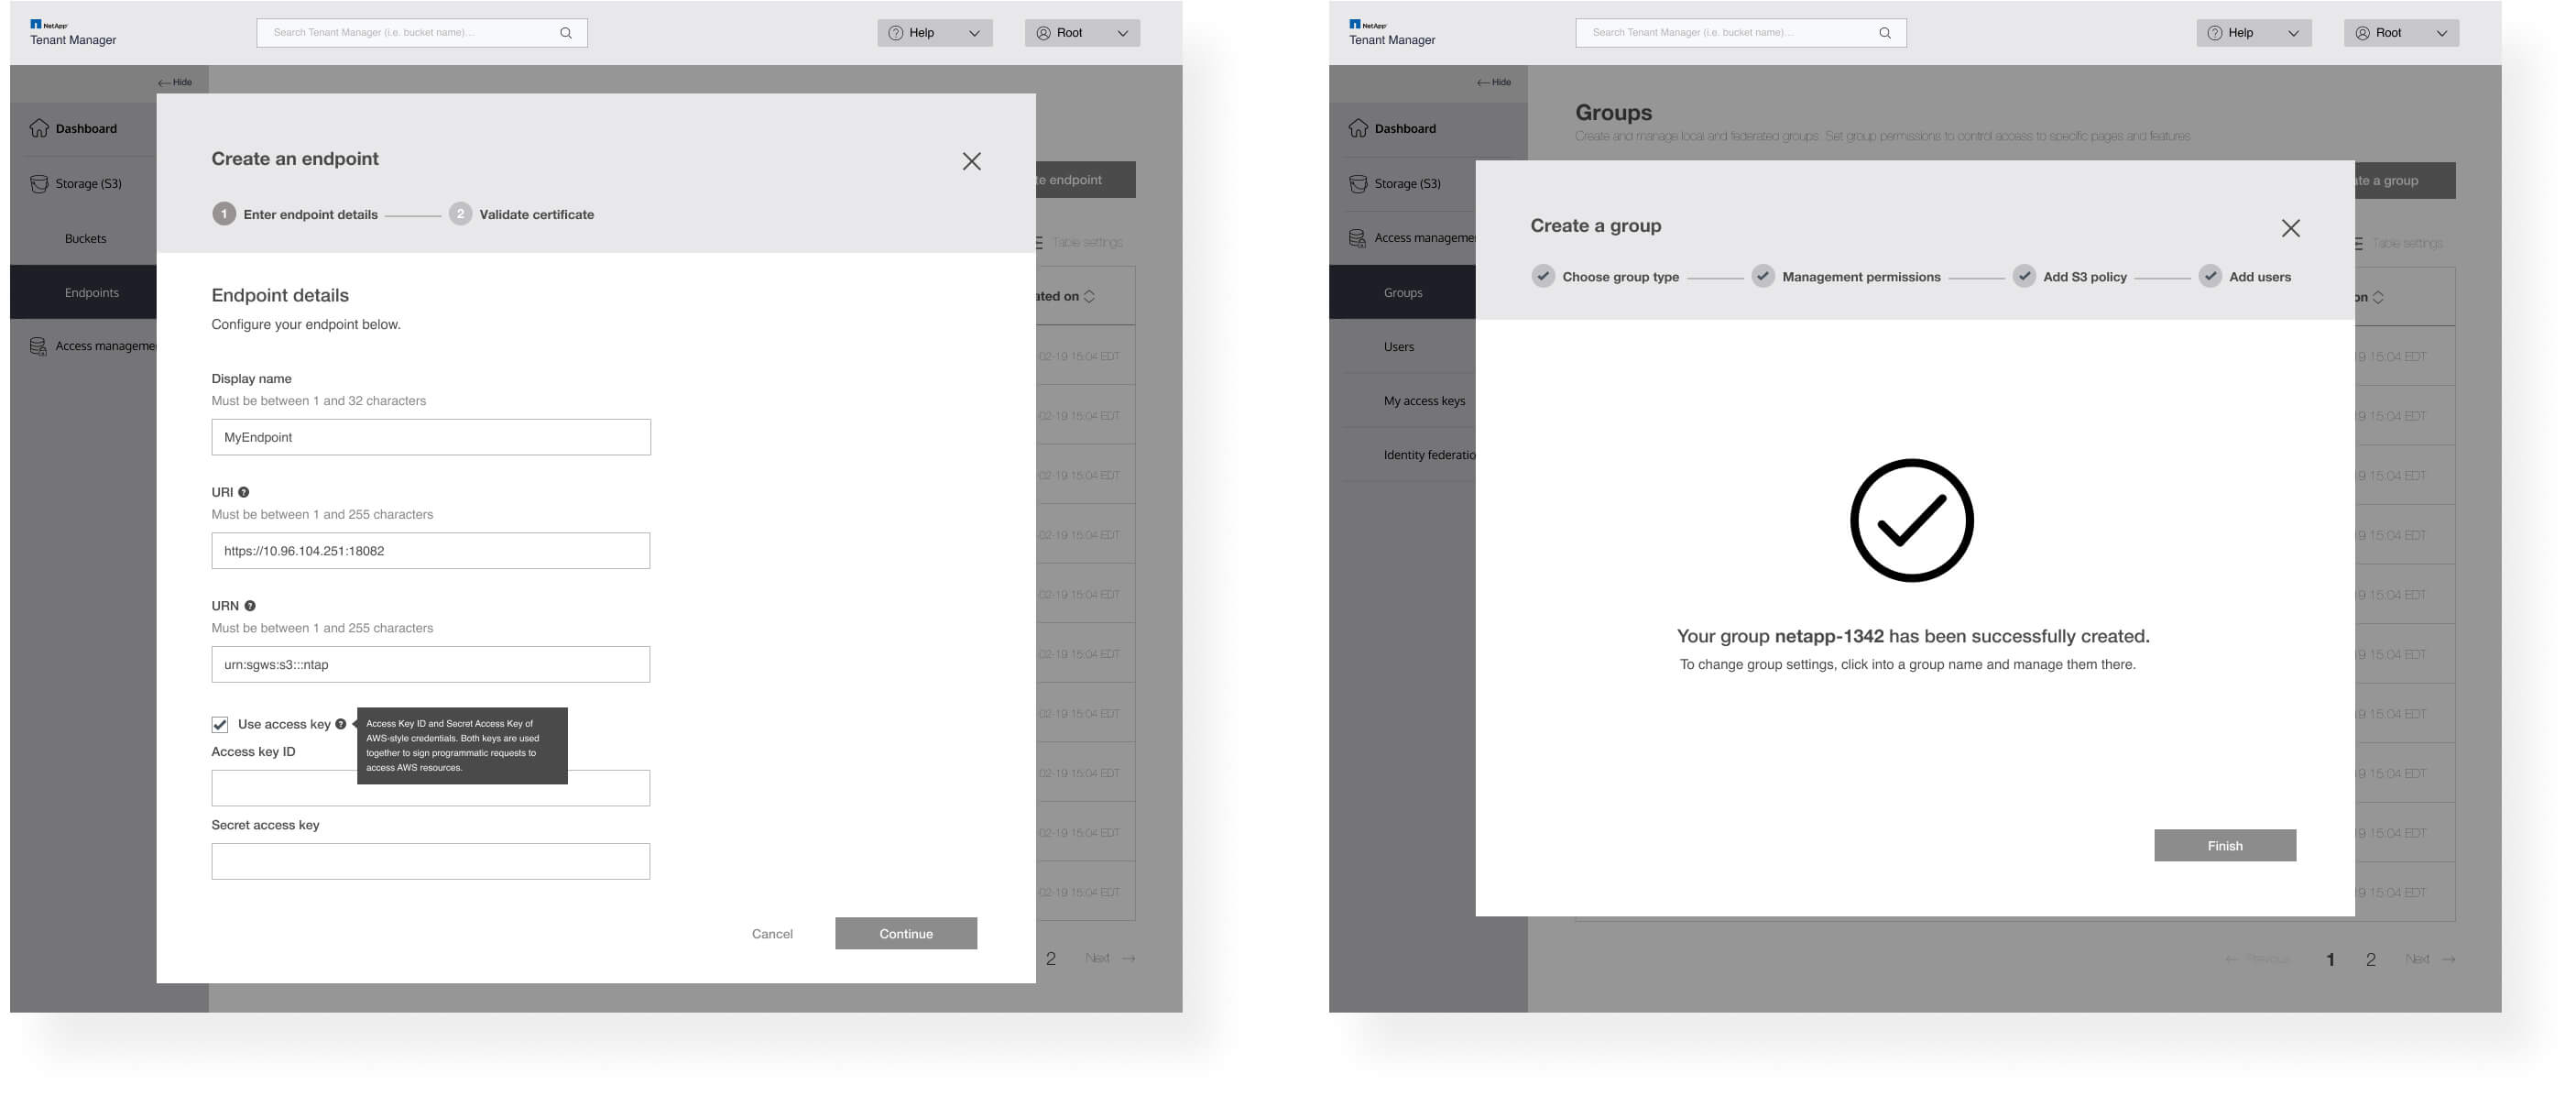 NetApp
Tenant Manager
Search Tenant Manager (i.e. bucket name)...
Help
Root
Hide
Dashboard
Storage (S3)
Buckets
Endpoints
Access manageme
Create an endpoint
1 Enter endpoint details
2 Validate certificate
te endpoint
Table settings
ated on
Endpoint details
Configure your endpoint below.
Display name
Must be between 1 and 32 characters
MyEndpoint
URI
Must be between 1 and 255 characters
https://10.96.104.251:18082
URN
Must be between 1 and 255 characters
urn:sgws:s3:::ntap
Use access key
Access Key ID and Secret Access Key of
AWS-style credentials. Both keys are used
together to sign programmatic requests to
access AWS resources.
Access key ID
Secret access key
Cancel
Continue
02-19 15:04 EDT
02-19 15:04 EDT
02-19 15:04 EDT
02-19 15:04 EDT
02-19 15:04 EDT
02-19 15:04 EDT
02-19 15:04 EDT
02-19 15:04 EDT
02-19 15:04 EDT
02-19 15:04 EDT
2 Next
NetApp
Tenant Manager
Search Tenant Manager (i.e. bucket name)...
Help
Root
Hide
Dashboard
Storage (S3)
Access manageme
Groups
Users
My access keys
Identity federatio
Groups
Create and manage local and federated groups. Set group permissions to control access to specific pages and features
ate a group
Table settings
on
Create a group
Choose group type
Management permissions
Add S3 policy
Add users
Your group netapp-1342 has been successfully created.
To change group settings, click into a group name and manage them there.
Finish
9 15:04 EDT
9 15:04 EDT
9 15:04 EDT
9 15:04 EDT
9 15:04 EDT
9 15:04 EDT
9 15:04 EDT
9 15:04 EDT
9 15:04 EDT
9 15:04 EDT
Previous 1 2 Next